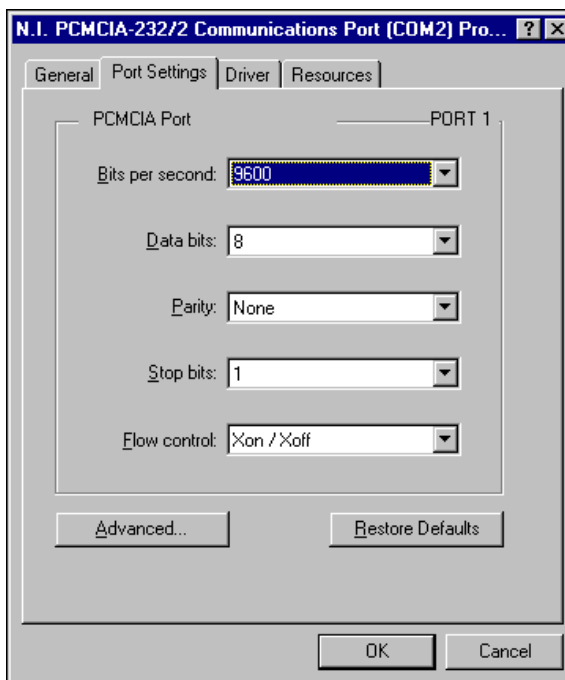 N.I. PCMCIA-232/2 Communications Port (COM2) Pro... ? X
General Port Settings Driver Resources
PCMCIA Port PORT 1
Bits per second: 9600
Data bits: 8
Parity: None
Stop bits: 1
Flow control: Xon / Xoff
Advanced... Restore Defaults
OK Cancel